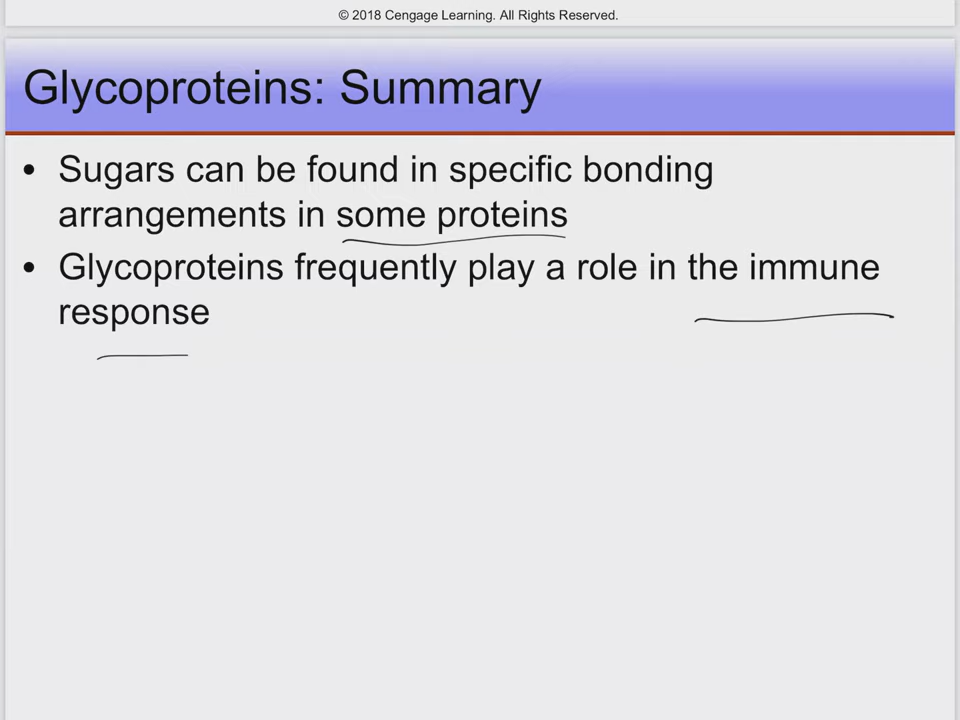 © 2018 Cengage Learning. All Rights Reserved.
Glycoproteins: Summary
• Sugars can be found in specific bonding
arrangements in some proteins
• Glycoproteins frequently play a role in the immune
response